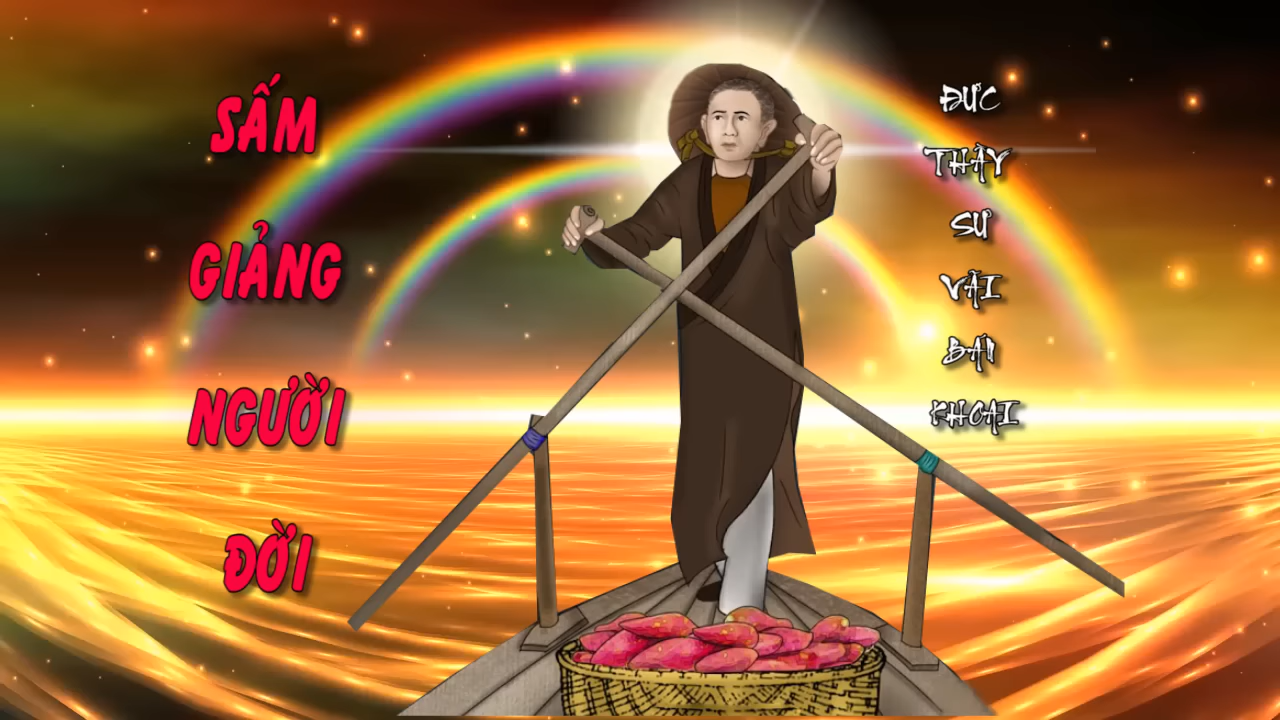 SẤM
GIẢNG
NGƯỜI
ĐỜI
ĐỨC
THẦY
SƯ
VÃI
BÁN
KHOAI